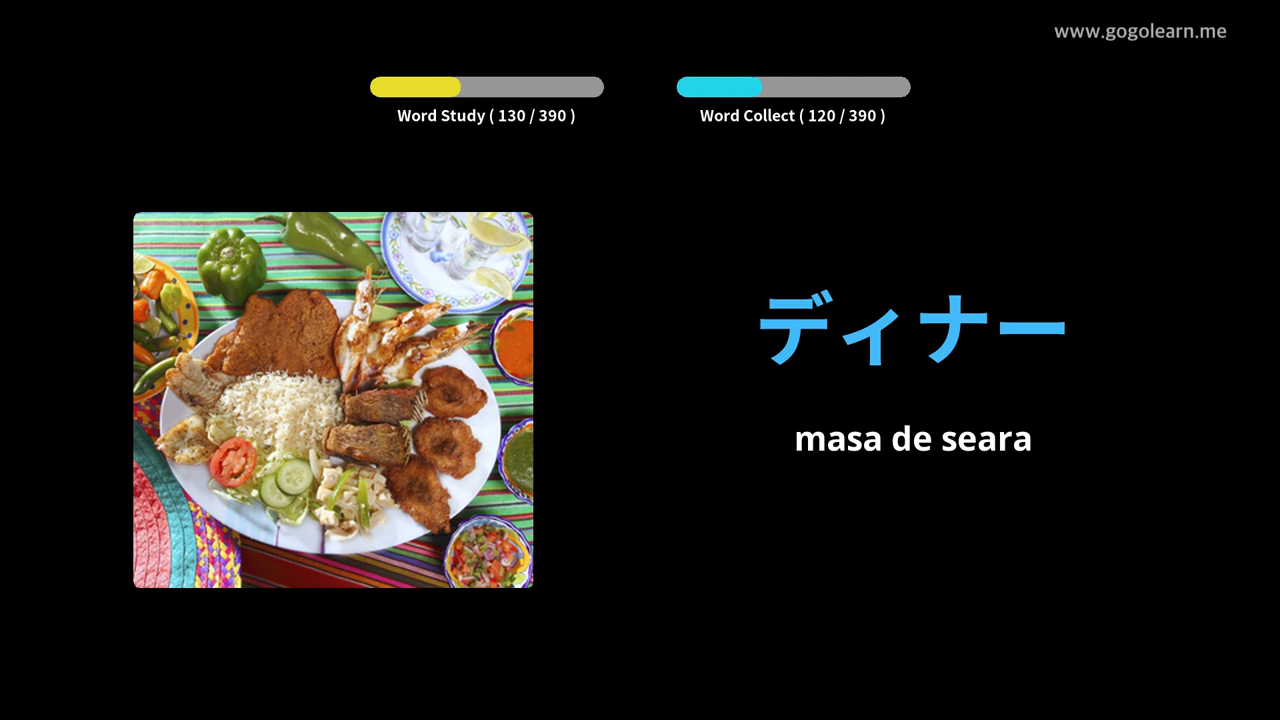 www.gogolearn.me
Word Study ( 130 / 390 )
Word Collect ( 120 / 390 )
ディナー
masa de seara